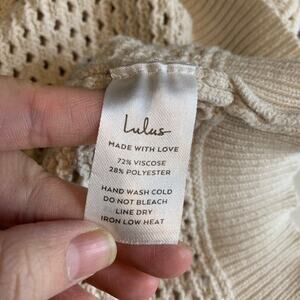 Lulus
MADE WITH LOVE
72% VISCOSE
28% POLYESTER
HAND WASH COLD
DO NOT BLEACH
LINE DRY
IRON LOW HEAT